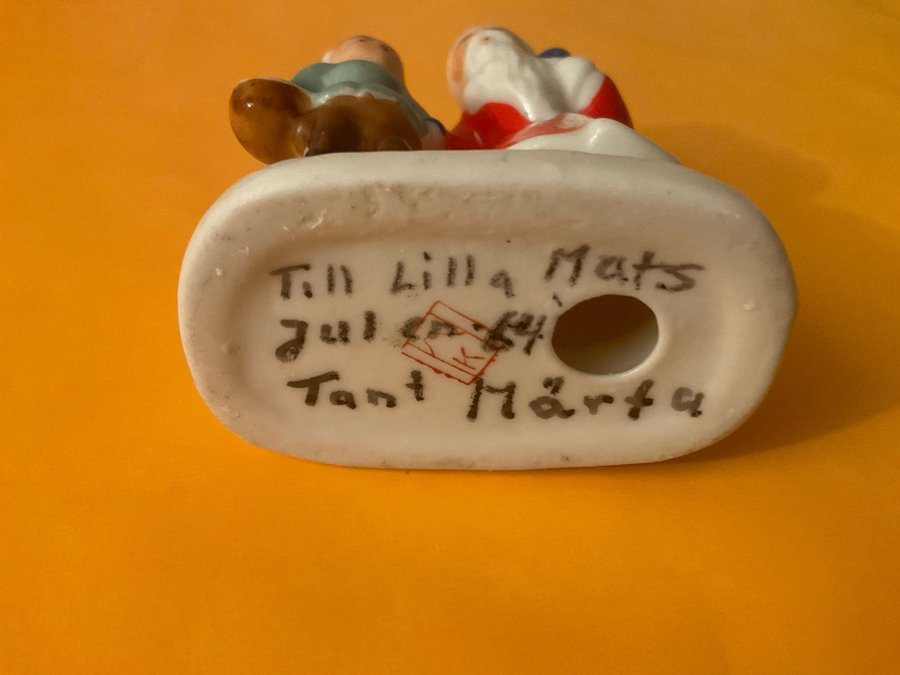 Till Lilla Mats
Julen -64
Tant Märta
K